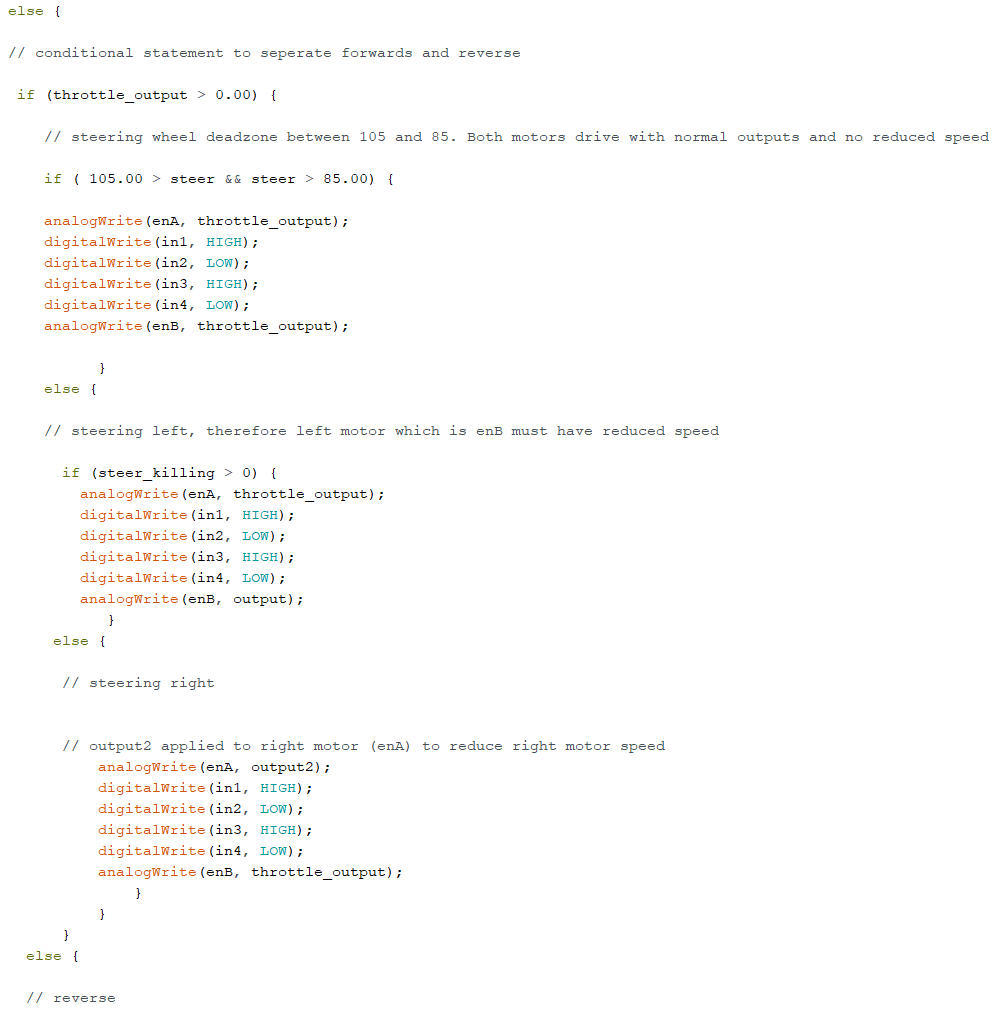 else {
// conditional statement to seperate forwards and reverse
if (throttle_output > 0.00) {
// steering wheel deadzone between 105 and 85. Both motors drive with normal outputs and no reduced speed
if ( 105.00 > steer && steer > 85.00) {
analogWrite(enA, throttle_output);
digitalWrite(in1, HIGH);
digitalWrite(in2, LOW);
digitalWrite(in3, HIGH);
digitalWrite(in4, LOW);
analogWrite(enB, throttle_output);
}
else {
// steering left, therefore left motor which is enB must have reduced speed
if (steer_killing > 0) {
analogWrite(enA, throttle_output);
digitalWrite(in1, HIGH);
digitalWrite(in2, LOW);
digitalWrite(in3, HIGH);
digitalWrite(in4, LOW);
analogWrite(enB, output);
}
else {
// steering right
// output2 applied to right motor (enA) to reduce right motor speed
analogWrite(enA, output2);
digitalWrite(in1, HIGH);
digitalWrite(in2, LOW);
digitalWrite(in3, HIGH);
digitalWrite(in4, LOW);
analogWrite(enB, throttle_output);
}
}
}
else {
// reverse